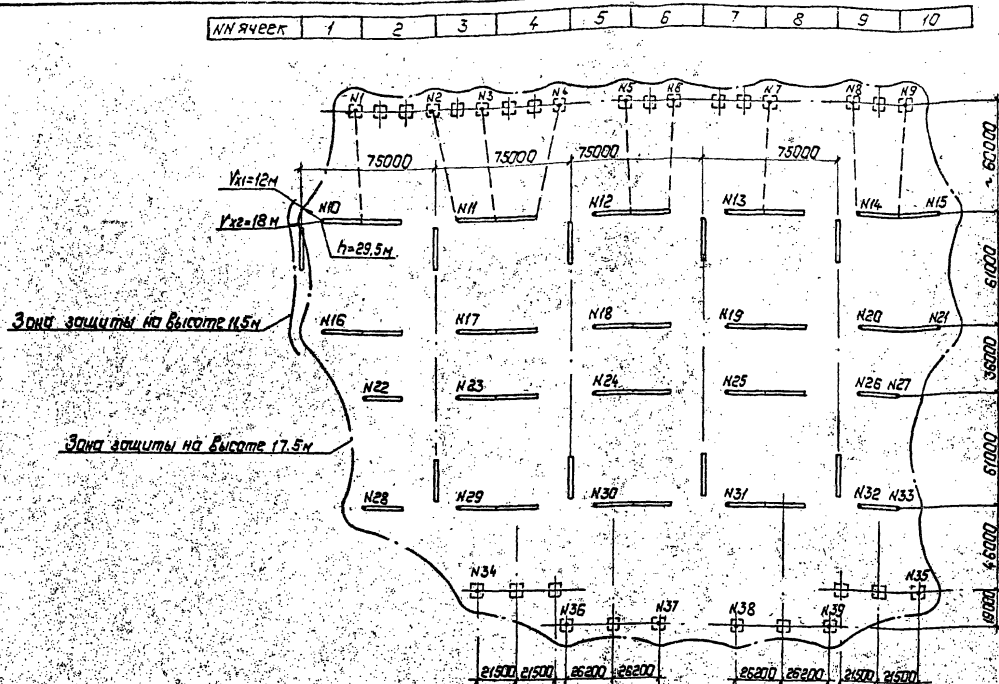 NN ячеек 1 2 3 4 5 6 7 8 9 10
N1 N2 N3 N4 N5 N6 N7 N8 N9
75000 75000 75000 75000
≈ 60000
Vx1=12м
N10 N11 N12 N13 N14 N15
Vx2=18м
h=29,5м
61000
Зона защиты на высоте 11.5м
N16 N17 N18 N19 N20 N21
36000
N22 N23 N24 N25 N26 N27
Зона защиты на высоте 17.5м
61000
N28 N29 N30 N31 N32 N33
46000
N34 N35
N36 N37 N38 N39
21500 21500 26200 26200 26200 26200 21500 21500